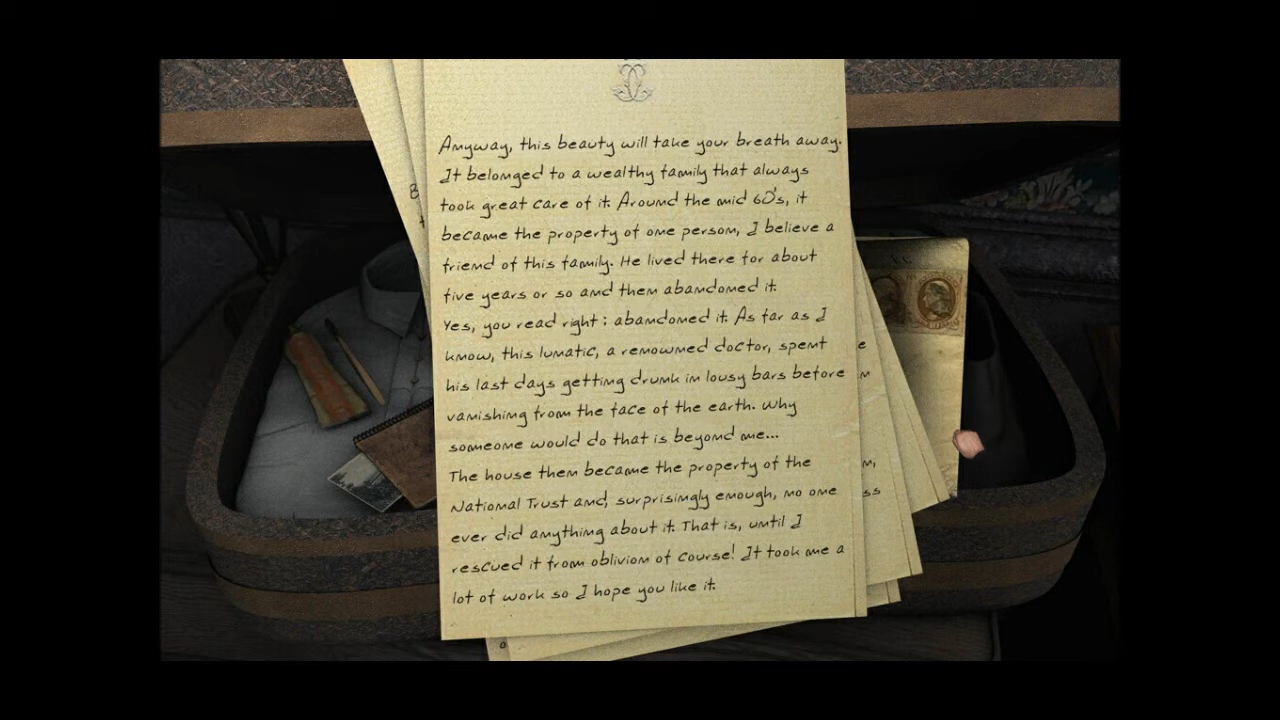 Anyway, this beauty will take your breath away.
It belonged to a wealthy family that always
took great care of it. Around the mid 60's, it
became the property of one person, I believe a
friend of this family. He lived there for about
five years or so and then abandoned it.
Yes, you read right : abandoned it. As far as I
know, this lunatic, a renowned doctor, spent
his last days getting drunk in lousy bars before
vanishing from the face of the earth. Why
someone would do that is beyond me...
The house then became the property of the
National Trust and, surprisingly enough, no one
ever did anything about it. That is, until I
rescued it from oblivion of course! It took me a
lot of work so I hope you like it.